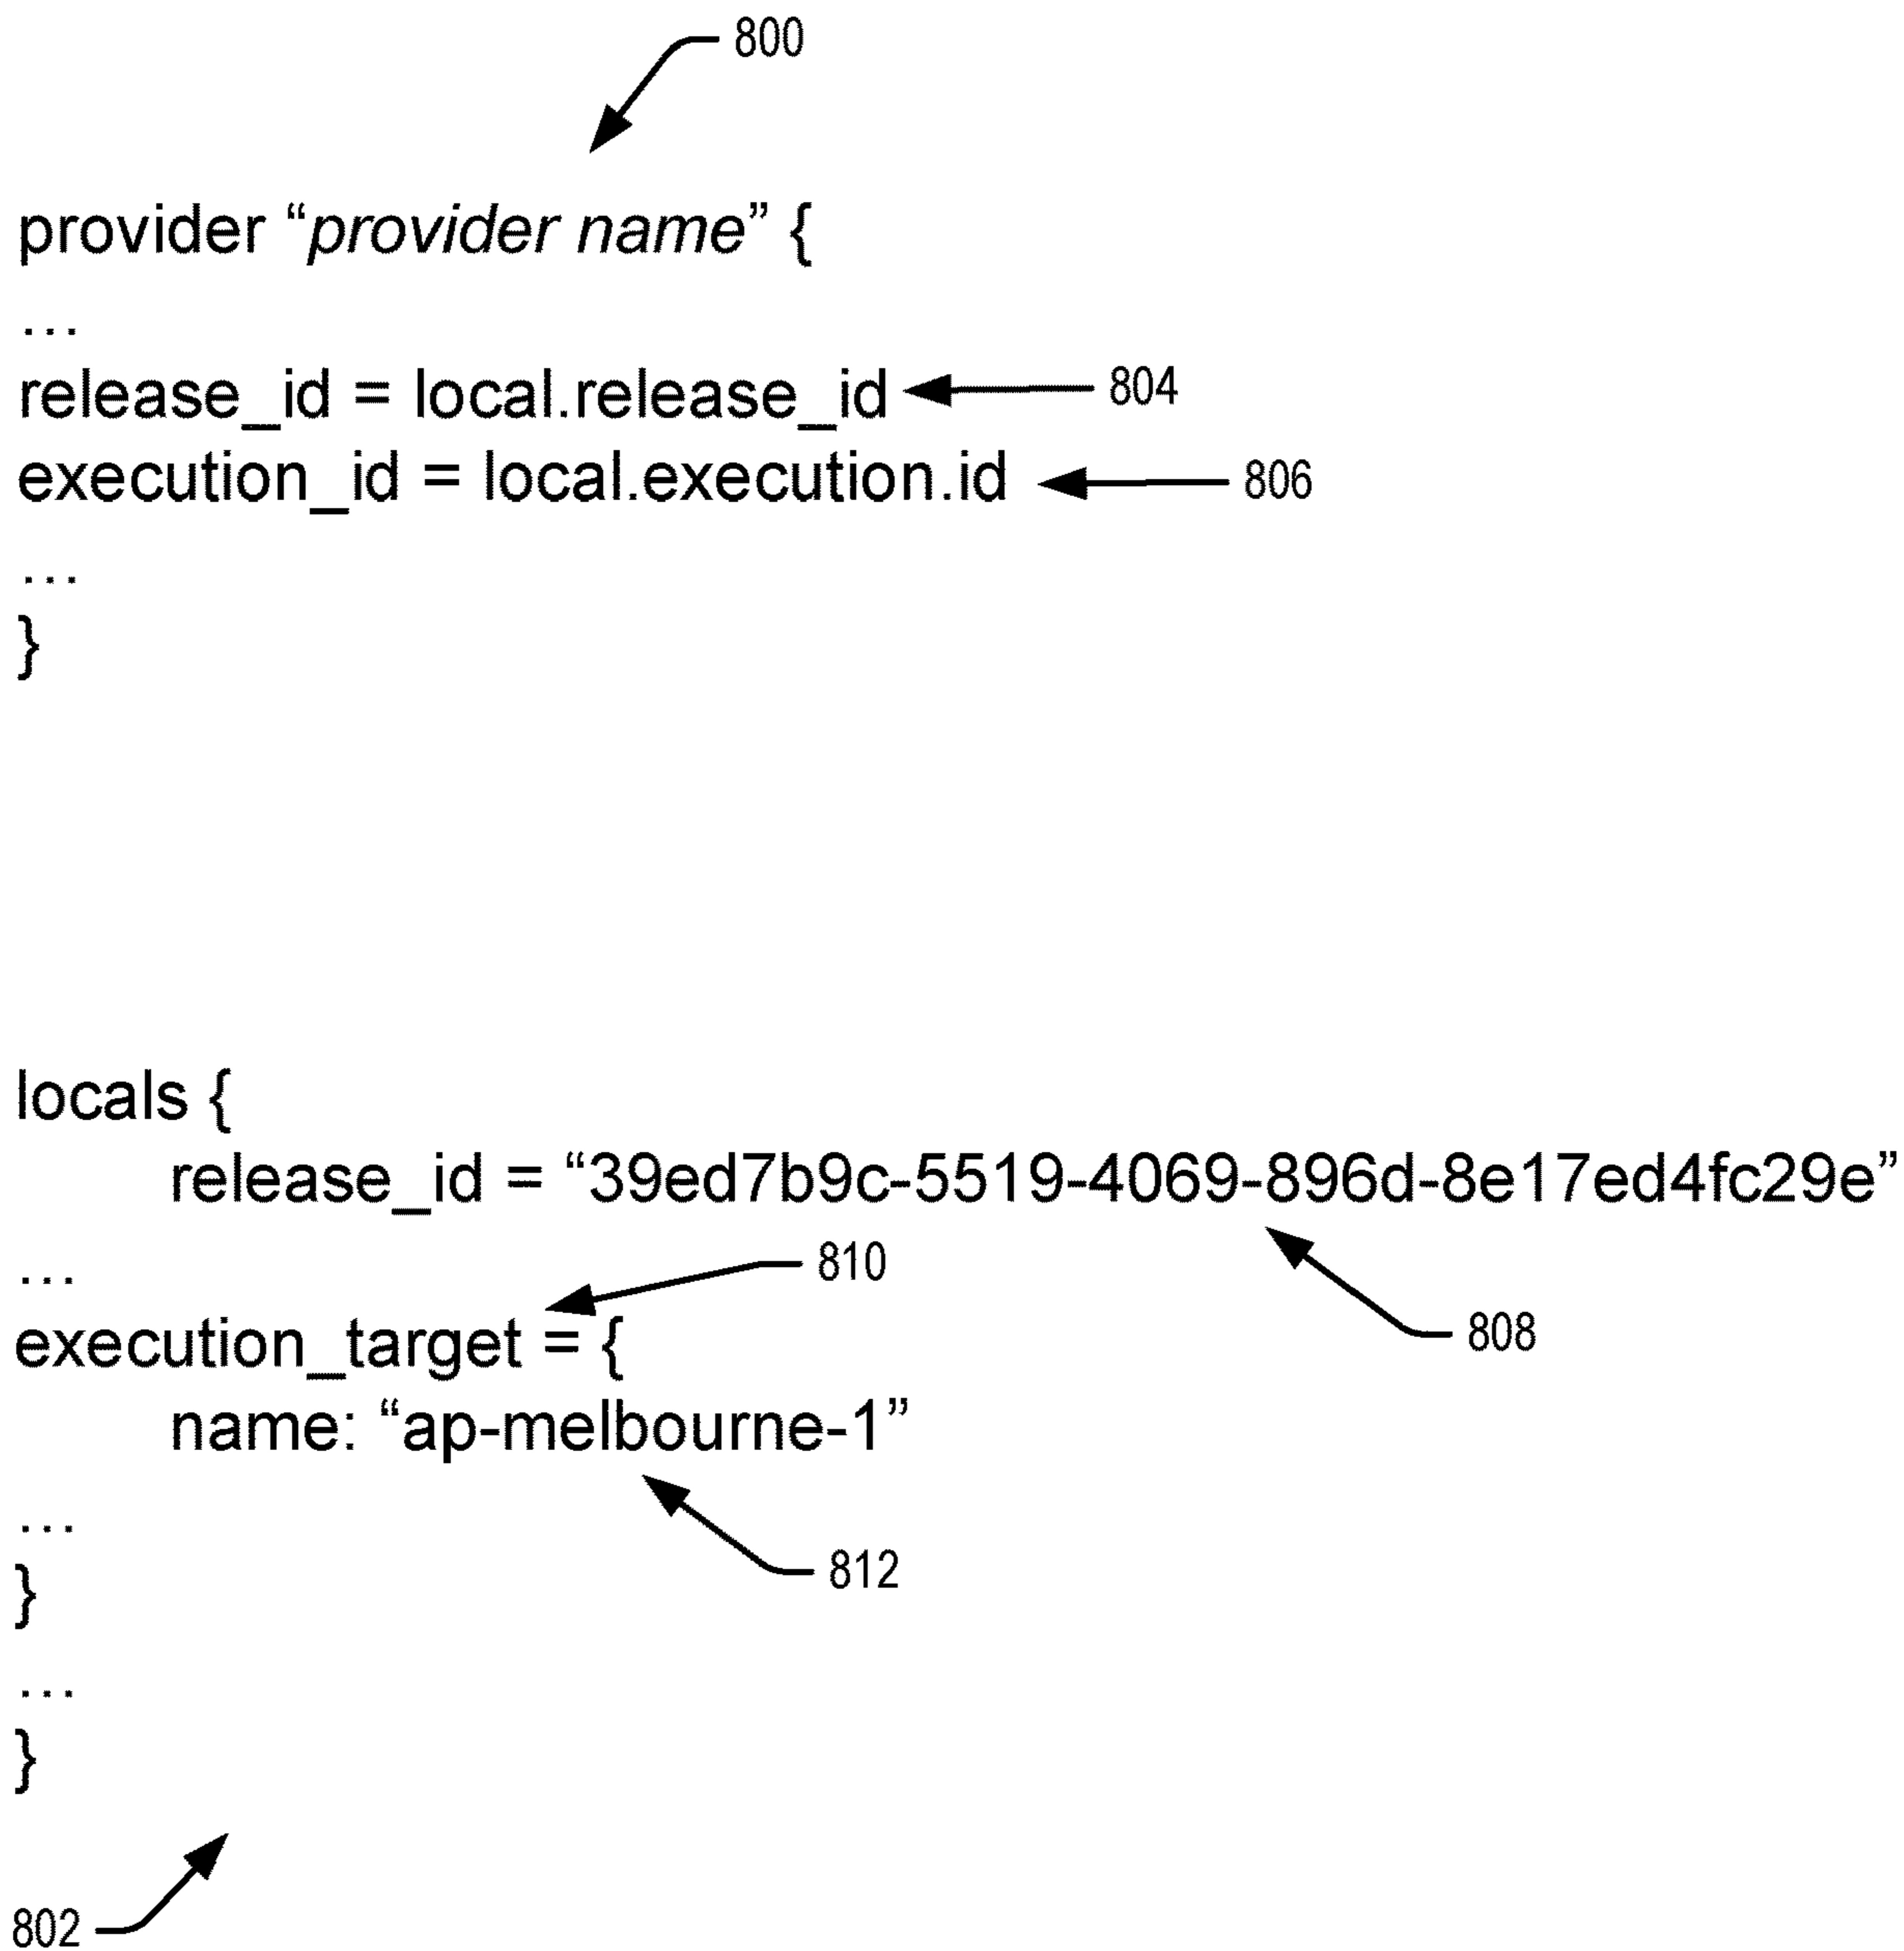 800
provider “provider name” {
...
release_id = local.release_id 804
execution_id = local.execution.id 806
...
}
locals {
release_id = “39ed7b9c-5519-4069-896d-8e17ed4fc29e”
... 810
808
execution_target = {
name: “ap-melbourne-1”
...
812
}
...
}
802